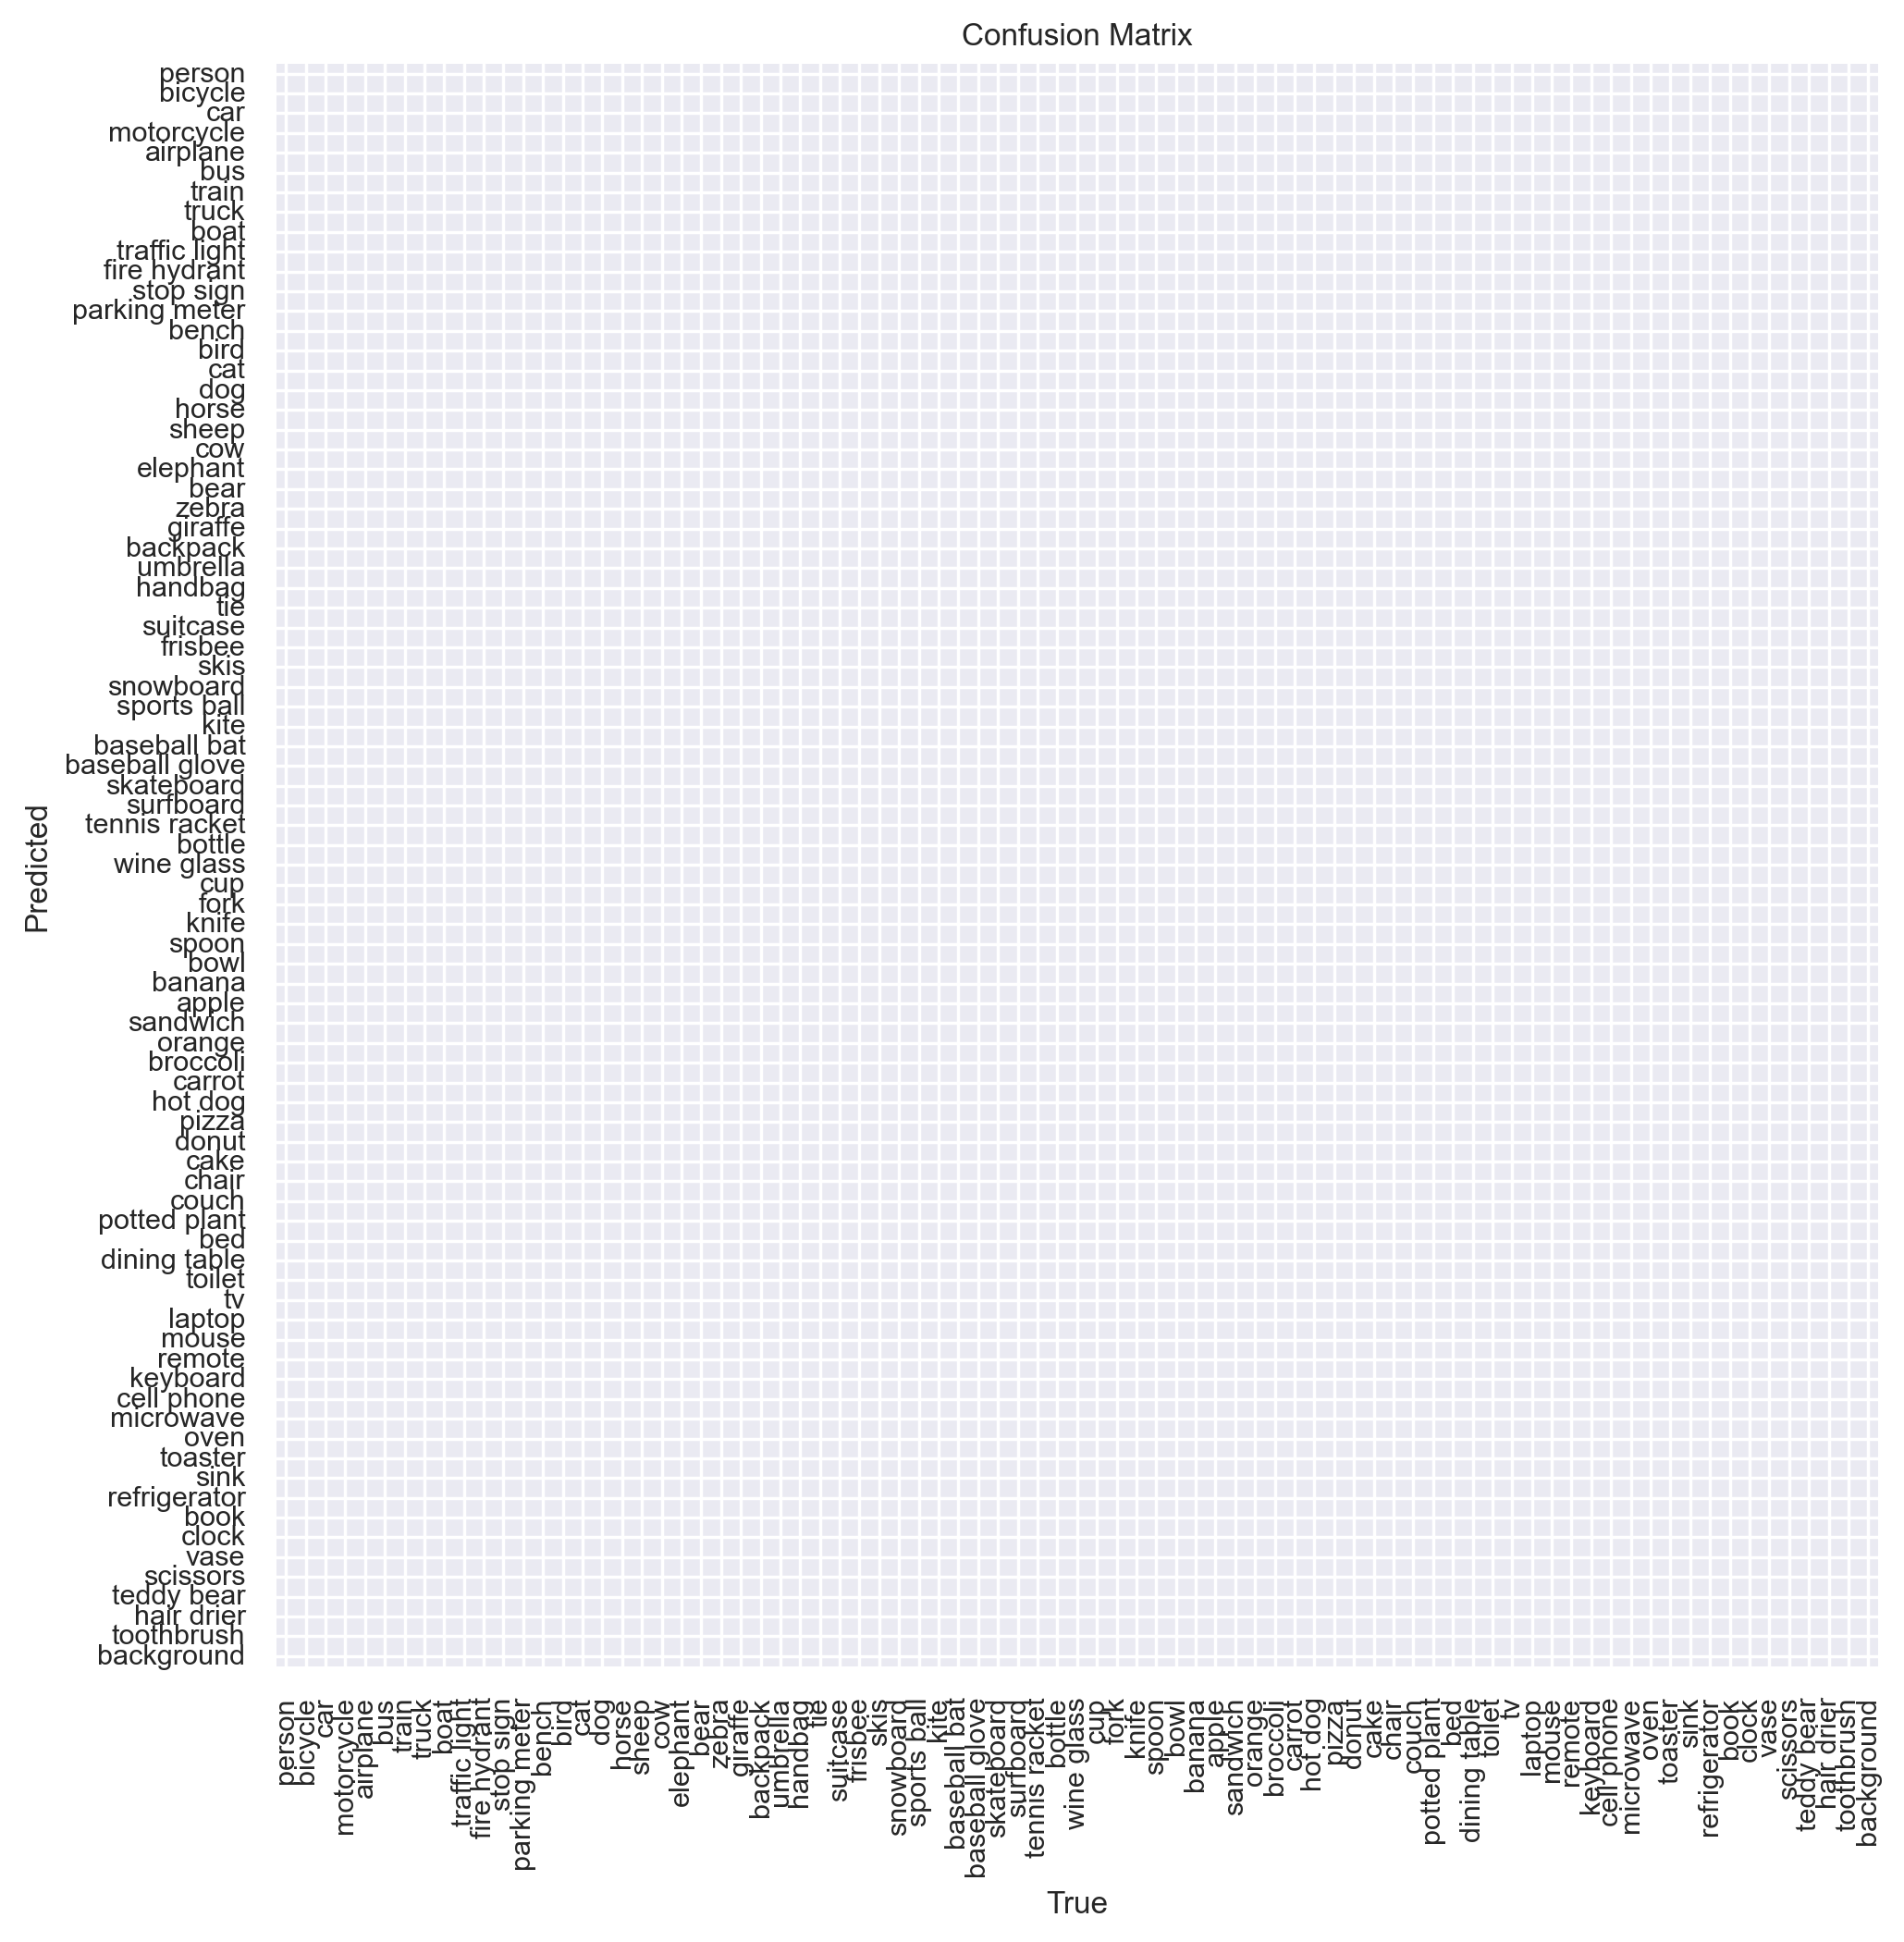 Confusion Matrix
person
bicycle
car
motorcycle
airplane
bus
train
truck
boat
traffic light
fire hydrant
stop sign
parking meter
bench
bird
cat
dog
horse
sheep
cow
elephant
bear
zebra
giraffe
backpack
umbrella
handbag
tie
suitcase
frisbee
skis
snowboard
sports ball
kite
baseball bat
baseball glove
skateboard
surfboard
tennis racket
bottle
wine glass
cup
fork
knife
spoon
bowl
banana
apple
sandwich
orange
broccoli
carrot
hot dog
pizza
donut
cake
chair
couch
potted plant
bed
dining table
toilet
tv
laptop
mouse
remote
keyboard
cell phone
microwave
oven
toaster
sink
refrigerator
book
clock
vase
scissors
teddy bear
hair drier
toothbrush
background
Predicted
person
bicycle
car
motorcycle
airplane
bus
train
truck
boat
traffic light
fire hydrant
stop sign
parking meter
bench
bird
cat
dog
horse
sheep
cow
elephant
bear
zebra
giraffe
backpack
umbrella
handbag
tie
suitcase
frisbee
skis
snowboard
sports ball
kite
baseball bat
baseball glove
skateboard
surfboard
tennis racket
bottle
wine glass
cup
fork
knife
spoon
bowl
banana
apple
sandwich
orange
broccoli
carrot
hot dog
pizza
donut
cake
chair
couch
potted plant
bed
dining table
toilet
tv
laptop
mouse
remote
keyboard
cell phone
microwave
oven
toaster
sink
refrigerator
book
clock
vase
scissors
teddy bear
hair drier
toothbrush
background
True